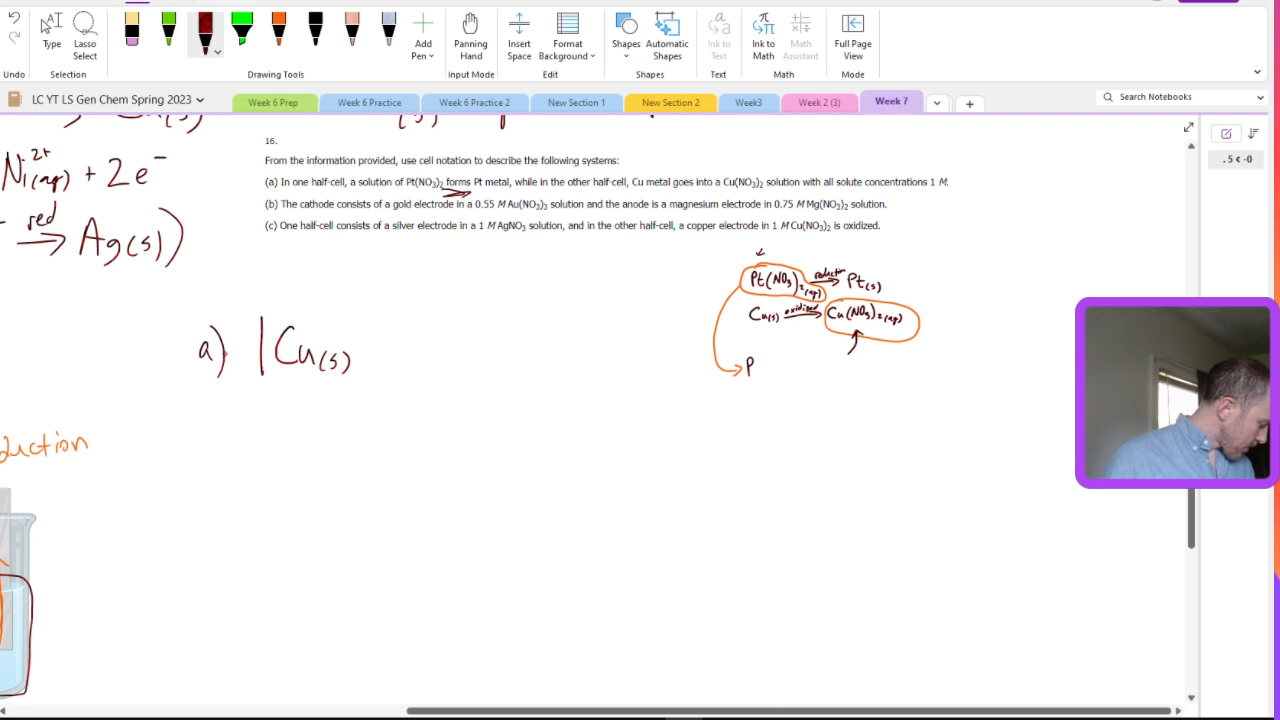 Undo
Type
Lasso Select
Add Pen
Panning Hand
Insert Space
Format Background
Shapes
Automatic Shapes
Ink to Text
Ink to Math
Math Assistant
Full Page View
Selection
Drawing Tools
Input Mode
Edit
Shapes
Text
Math
Mode
LC YT LS Gen Chem Spring 2023
Week 6 Prep
Week 6 Practice
Week 6 Practice 2
New Section 1
New Section 2
Week3
Week 2 (3)
Week 7
Search Notebooks
.5 € -0
16.
From the information provided, use cell notation to describe the following systems:
(a) In one half-cell, a solution of Pt(NO₃)₂ forms Pt metal, while in the other half-cell, Cu metal goes into a Cu(NO₃)₂ solution with all solute concentrations 1 M.
(b) The cathode consists of a gold electrode in a 0.55 M Au(NO₃)₃ solution and the anode is a magnesium electrode in 0.75 M Mg(NO₃)₂ solution.
(c) One half-cell consists of a silver electrode in a 1 M AgNO₃ solution, and in the other half-cell, a copper electrode in 1 M Cu(NO₃)₂ is oxidized.
Ni²⁺(aq) + 2e⁻
red → Ag(s))
Pt(NO₃)₂(aq) reduction → Pt(s)
Cu(s) oxidized → Cu(NO₃)₂(aq)
P
a) | Cu(s)
duction